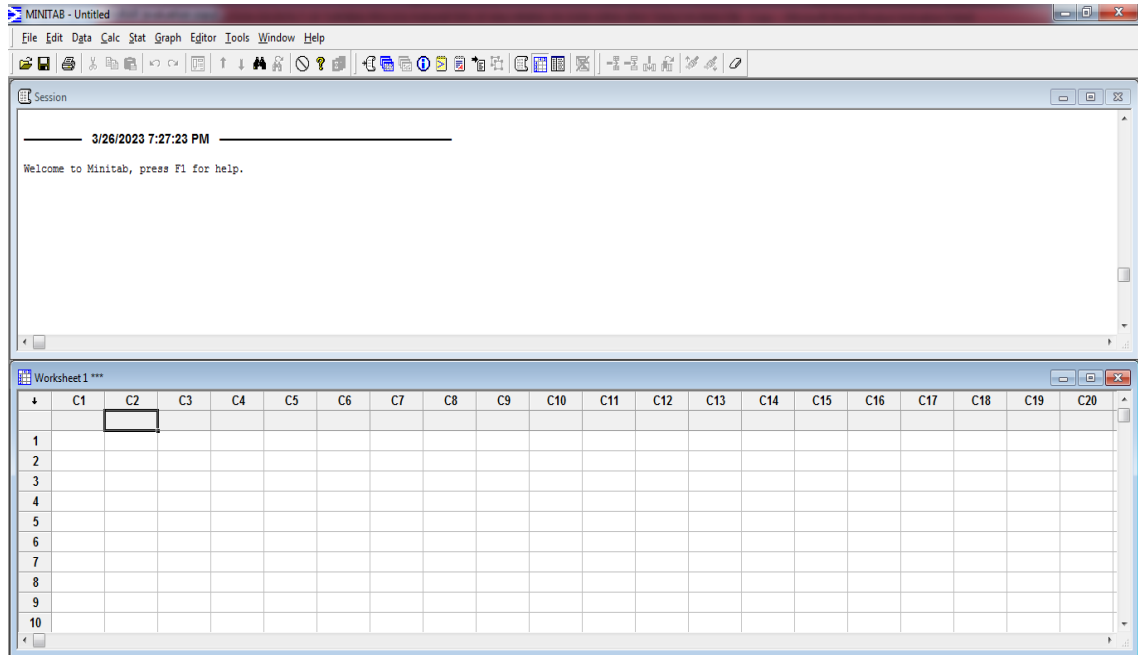 MINITAB - Untitled
File Edit Data Calc Stat Graph Editor Tools Window Help
Session
3/26/2023 7:27:23 PM
Welcome to Minitab, press F1 for help.
Worksheet 1 ***
C1 C2 C3 C4 C5 C6 C7 C8 C9 C10 C11 C12 C13 C14 C15 C16 C17 C18 C19 C20
1
2
3
4
5
6
7
8
9
10